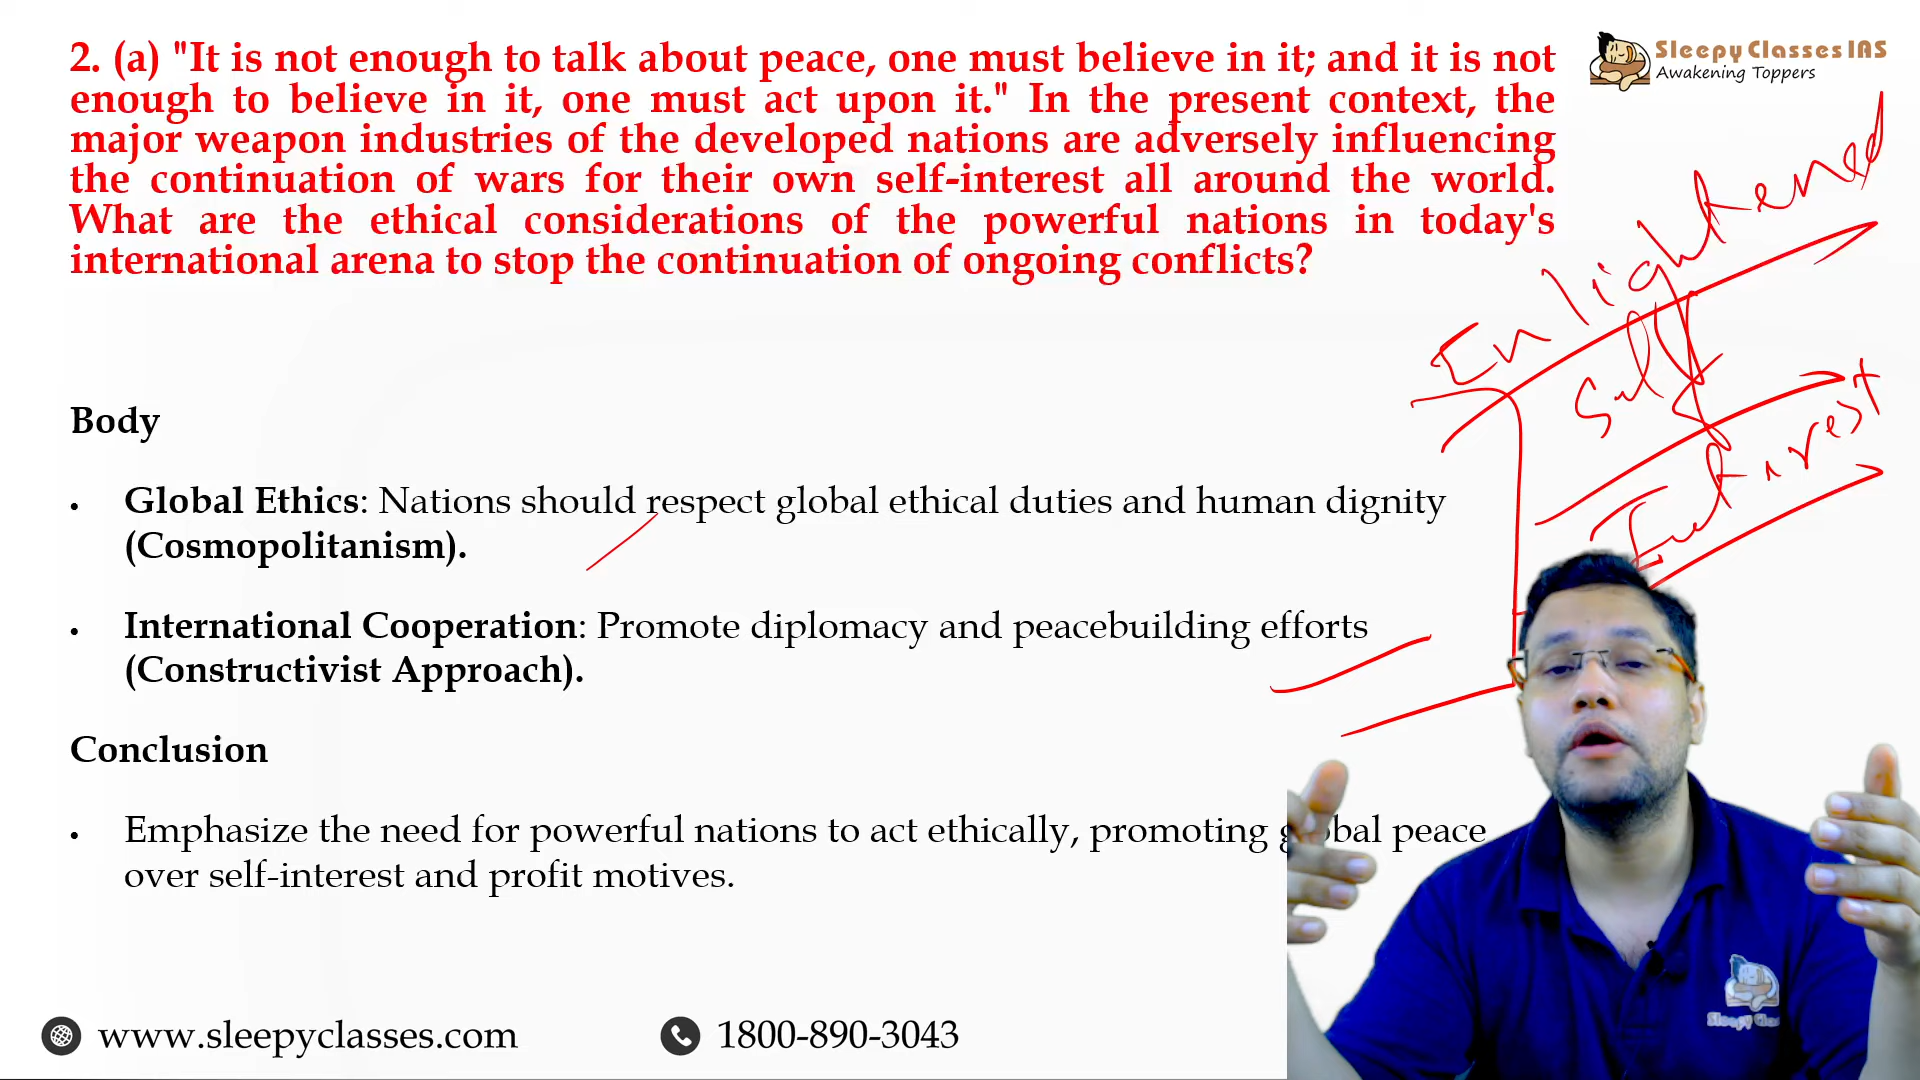 2. (a) "It is not enough to talk about peace, one must believe in it; and it is not
enough to believe in it, one must act upon it." In the present context, the
major weapon industries of the developed nations are adversely influencing
the continuation of wars for their own self-interest all around the world.
What are the ethical considerations of the powerful nations in today's
international arena to stop the continuation of ongoing conflicts?
Sleepy Classes IAS
Awakening Toppers
Enlightened
Self
Interest
Body
• Global Ethics: Nations should respect global ethical duties and human dignity
(Cosmopolitanism).
• International Cooperation: Promote diplomacy and peacebuilding efforts
(Constructivist Approach).
Conclusion
• Emphasize the need for powerful nations to act ethically, promoting global peace
over self-interest and profit motives.
www.sleepyclasses.com
1800-890-3043